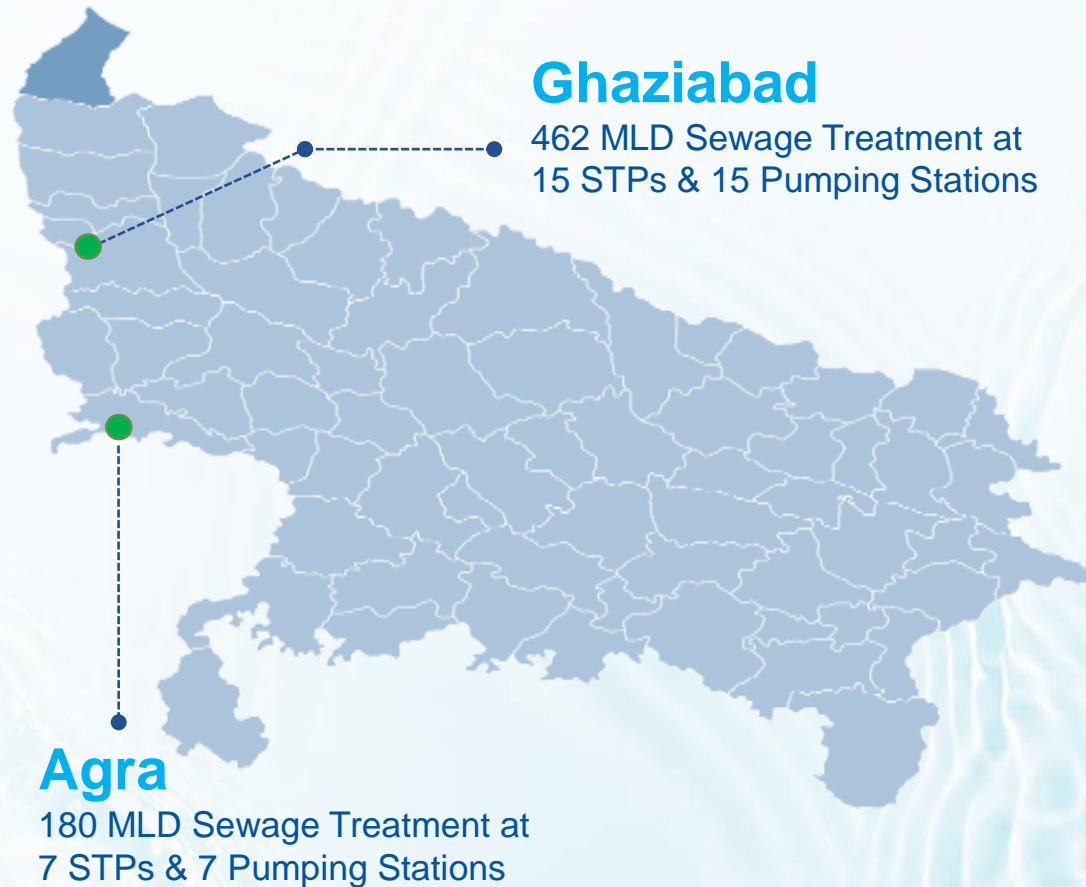 Ghaziabad
462 MLD Sewage Treatment at
15 STPs & 15 Pumping Stations
Agra
180 MLD Sewage Treatment at
7 STPs & 7 Pumping Stations